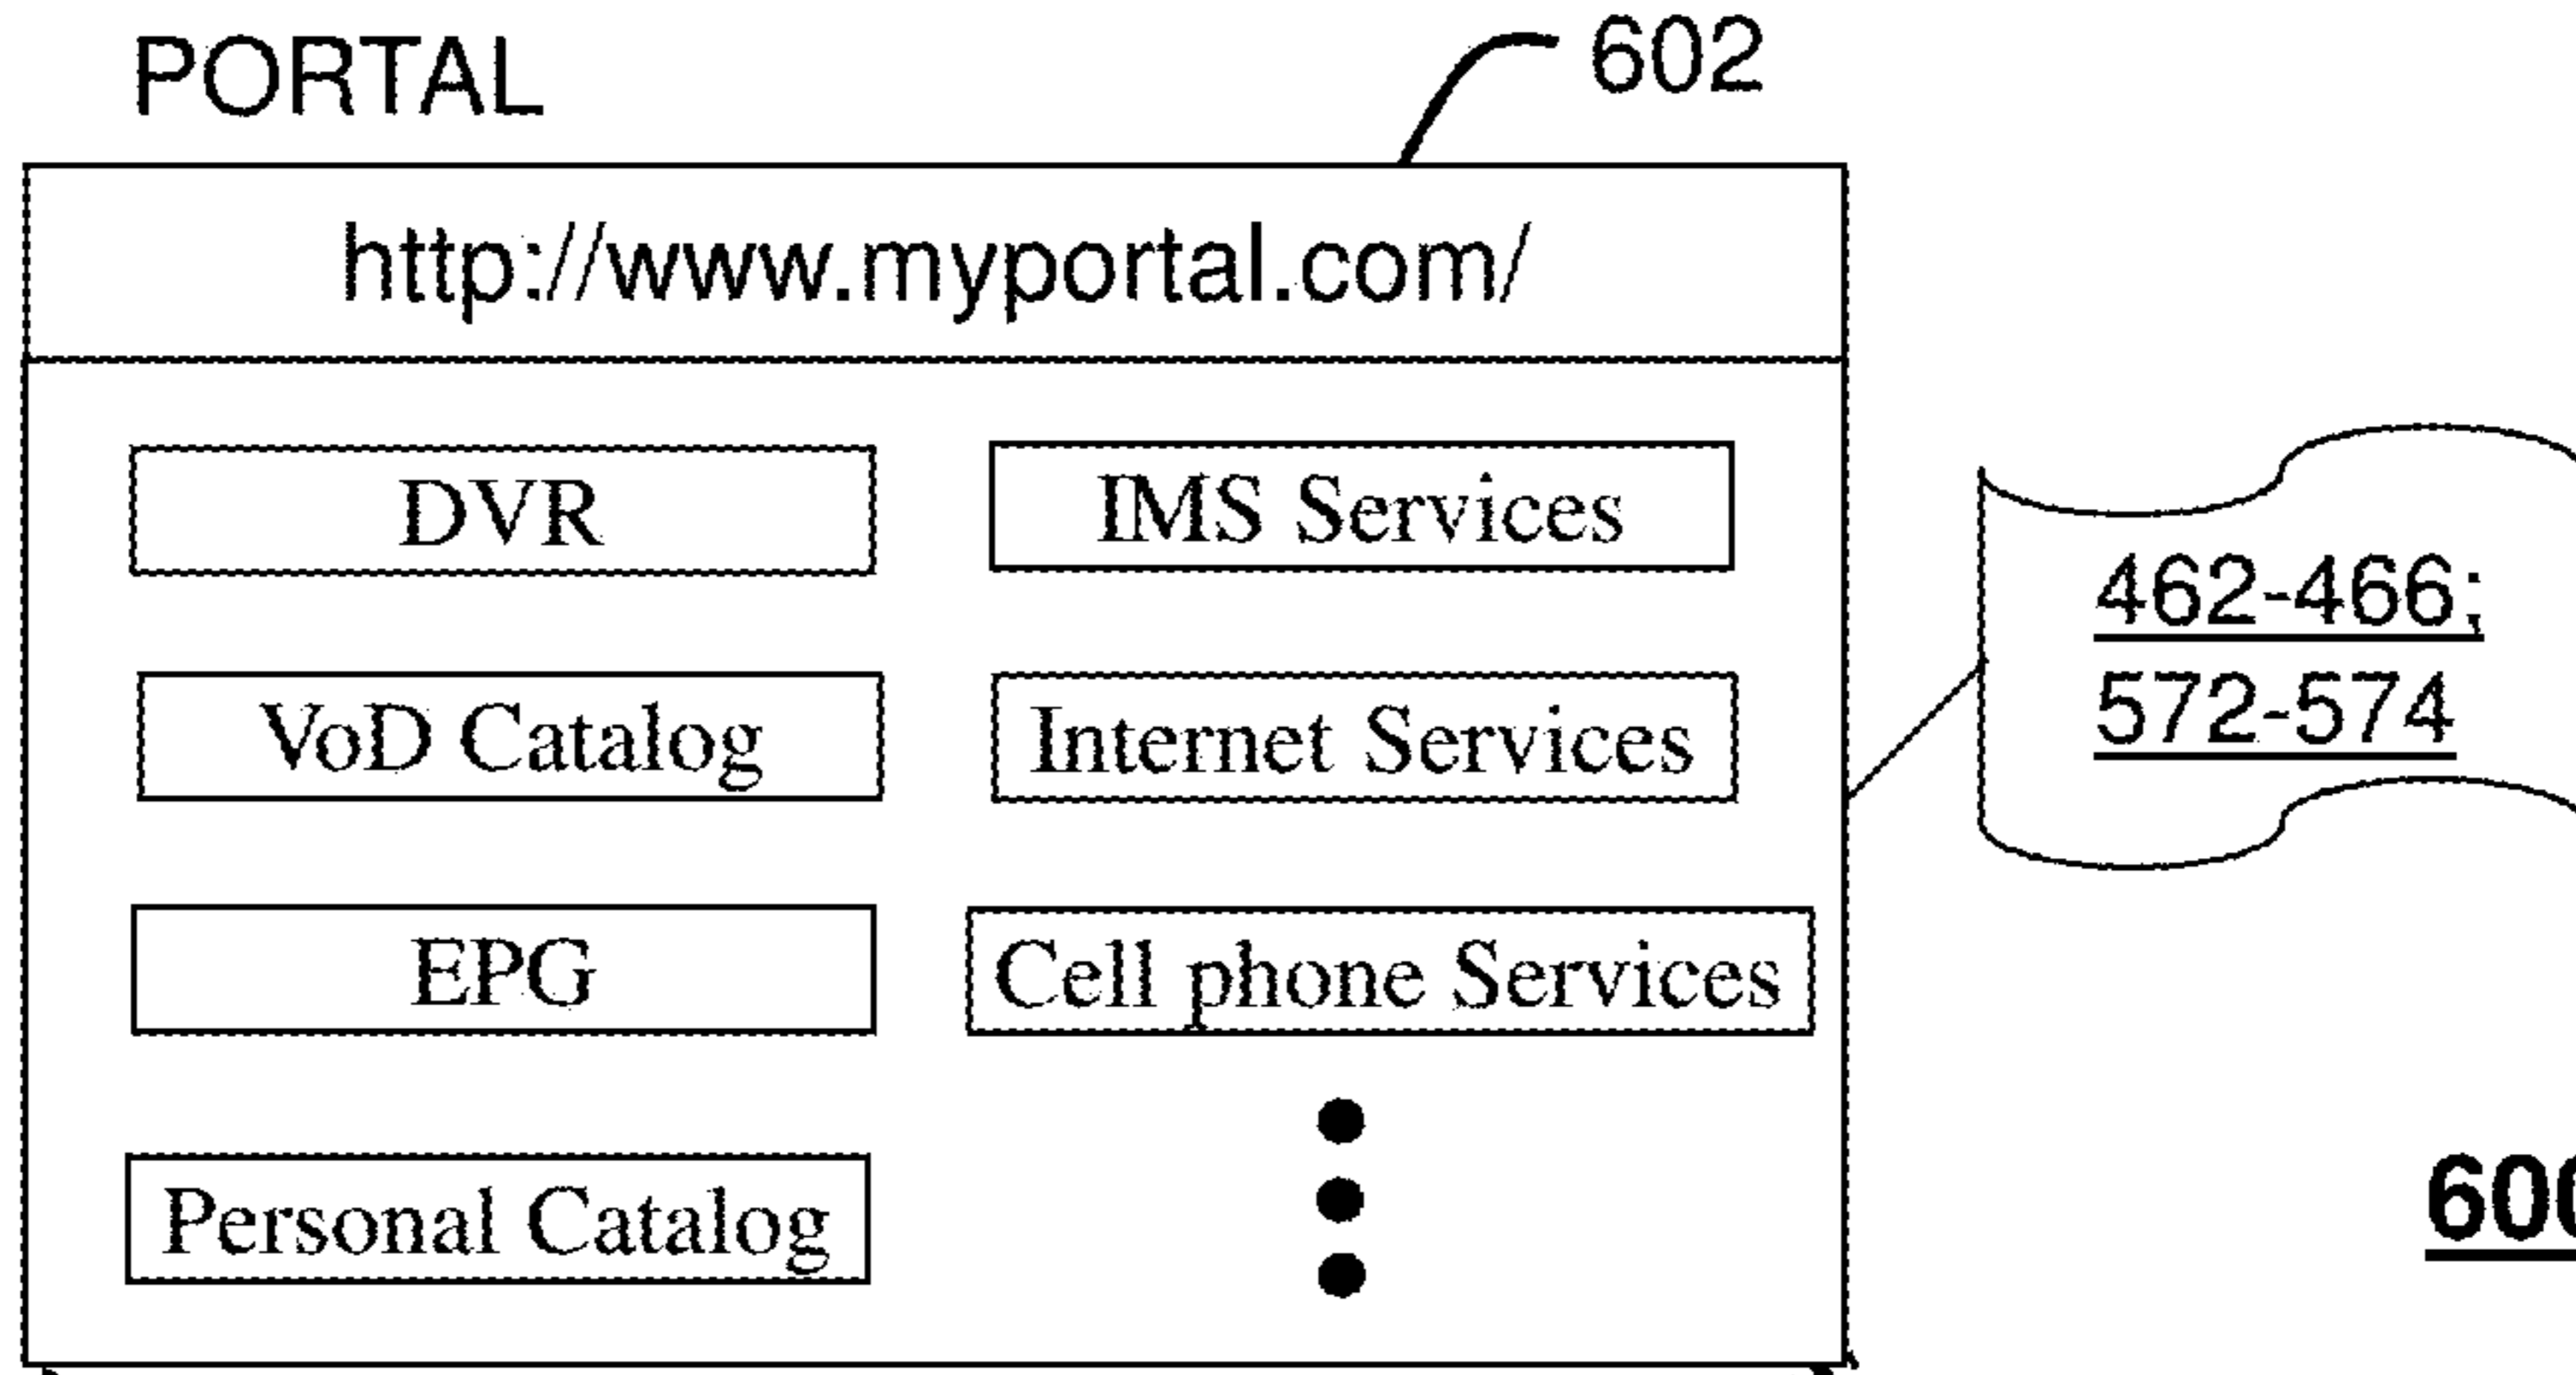 PORTAL
602
http://www.myportal.com/
DVR
IMS Services
VoD Catalog
Internet Services
EPG
Cell phone Services
Personal Catalog
462-466;
572-574